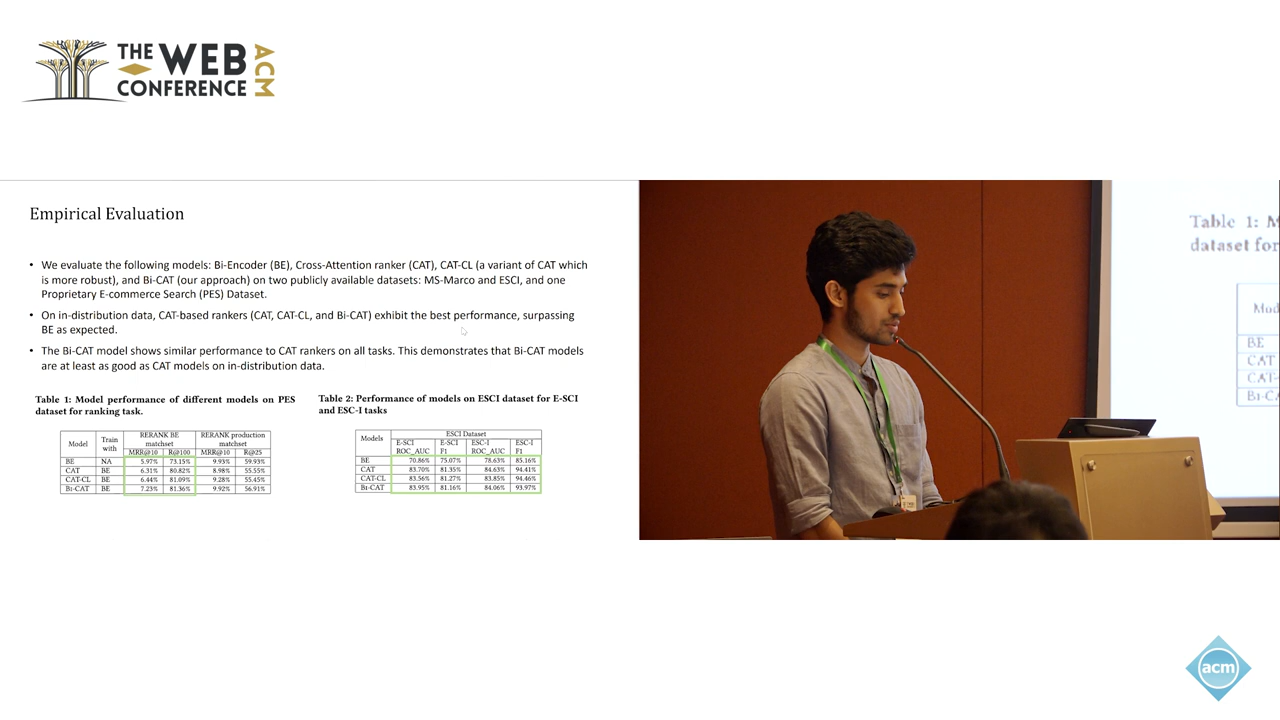 THE WEB
CONFERENCE
ACM
Empirical Evaluation
• We evaluate the following models: Bi-Encoder (BE), Cross-Attention ranker (CAT), CAT-CL (a variant of CAT which
is more robust), and Bi-CAT (our approach) on two publicly available datasets: MS-Marco and ESCI, and one
Proprietary E-commerce Search (PES) Dataset.
• On in-distribution data, CAT-based rankers (CAT, CAT-CL, and Bi-CAT) exhibit the best performance, surpassing
BE as expected.
• The Bi-CAT model shows similar performance to CAT rankers on all tasks. This demonstrates that Bi-CAT models
are at least as good as CAT models on in-distribution data.
Table 1: Model performance of different models on PES
dataset for ranking task.
Model Train with RERANK BE matchset RERANK production matchset
MRR@10 R@100 MRR@10 R@25
BE NA 5.97% 73.15% 9.93% 59.93%
CAT BE 6.31% 80.82% 8.98% 55.55%
CAT-CL BE 6.44% 81.09% 9.28% 55.45%
Bi-CAT BE 7.23% 81.36% 9.92% 56.91%
Table 2: Performance of models on ESCI dataset for E-SCI
and ESC-I tasks
Models ESCI Dataset
E-SCI ROC_AUC E-SCI F1 ESC-I ROC_AUC ESC-I F1
BE 70.86% 75.07% 78.63% 85.16%
CAT 83.70% 81.35% 84.63% 94.41%
CAT-CL 83.56% 81.27% 83.85% 94.46%
Bi-CAT 83.95% 81.16% 84.06% 93.97%
Table 1: M
dataset for
Mod
BE
CAT
CAT-
Bi-CA
acm